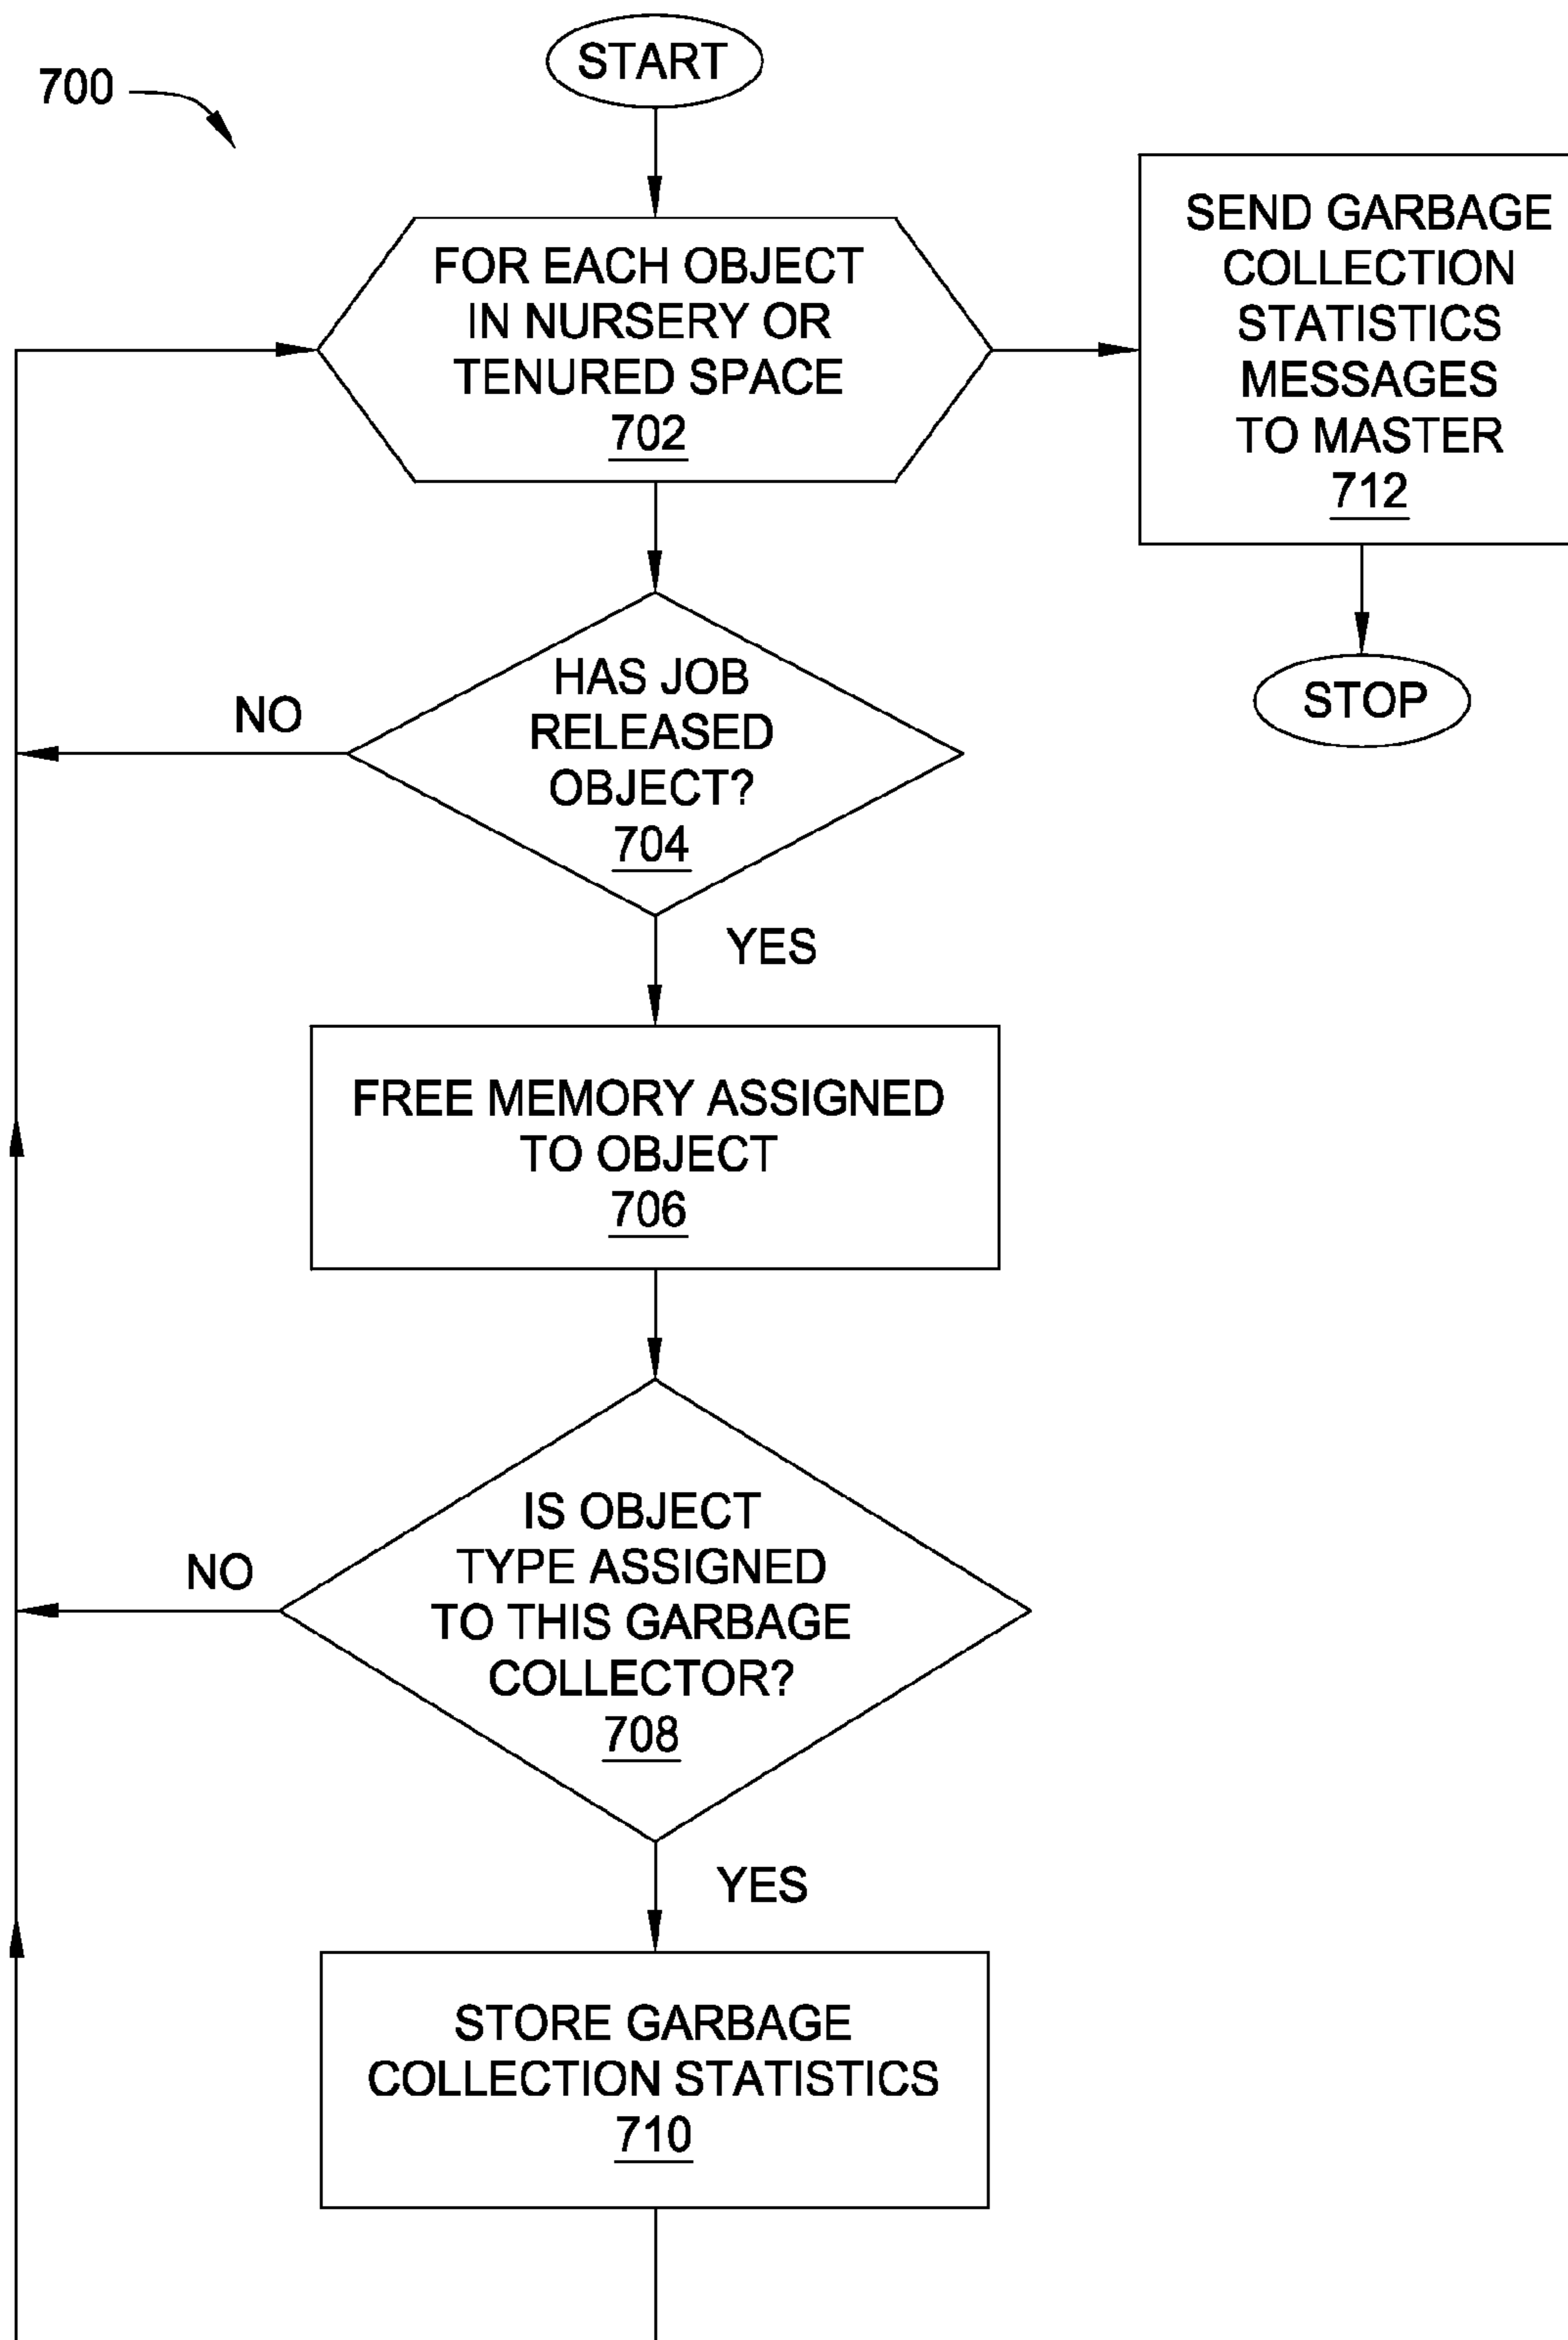 START
700
FOR EACH OBJECT
IN NURSERY OR
TENURED SPACE
702
SEND GARBAGE
COLLECTION
STATISTICS
MESSAGES
TO MASTER
712
STOP
HAS JOB
RELEASED
OBJECT?
704
NO
YES
FREE MEMORY ASSIGNED
TO OBJECT
706
IS OBJECT
TYPE ASSIGNED
TO THIS GARBAGE
COLLECTOR?
708
NO
YES
STORE GARBAGE
COLLECTION STATISTICS
710